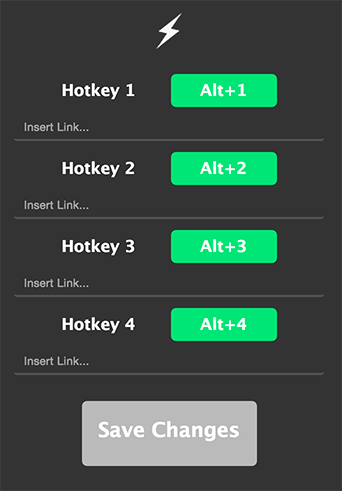 Hotkey 1 Alt+1
Insert Link...
Hotkey 2 Alt+2
Insert Link...
Hotkey 3 Alt+3
Insert Link...
Hotkey 4 Alt+4
Insert Link...
Save Changes